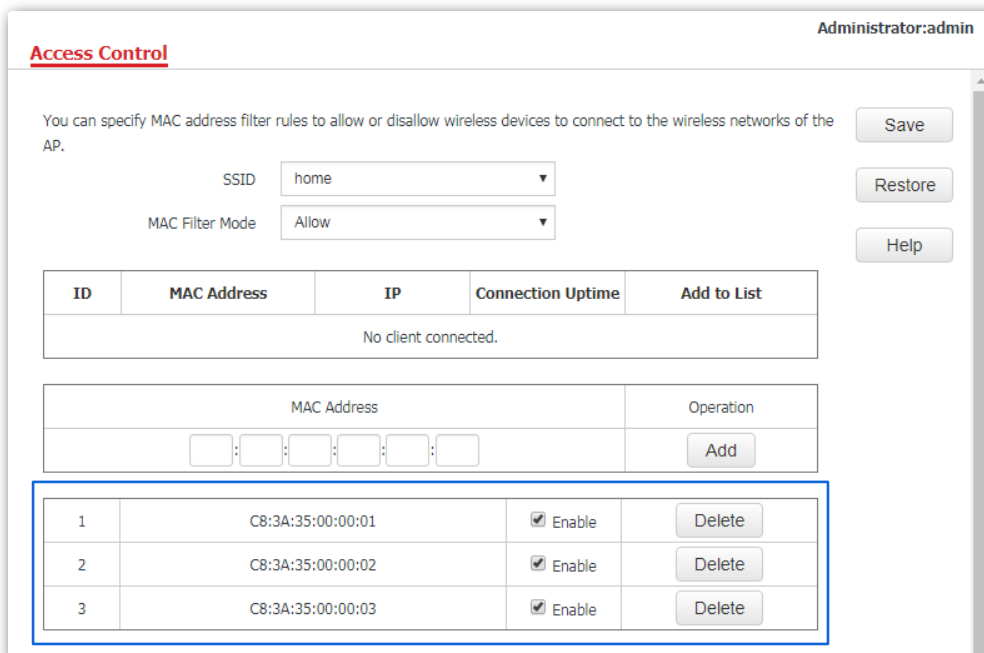 Administrator:admin
Access Control
You can specify MAC address filter rules to allow or disallow wireless devices to connect to the wireless networks of the
AP.
Save
SSID home
Restore
MAC Filter Mode Allow
Help
ID MAC Address IP Connection Uptime Add to List
No client connected.
MAC Address Operation
: : : : : Add
1 C8:3A:35:00:00:01 Enable Delete
2 C8:3A:35:00:00:02 Enable Delete
3 C8:3A:35:00:00:03 Enable Delete